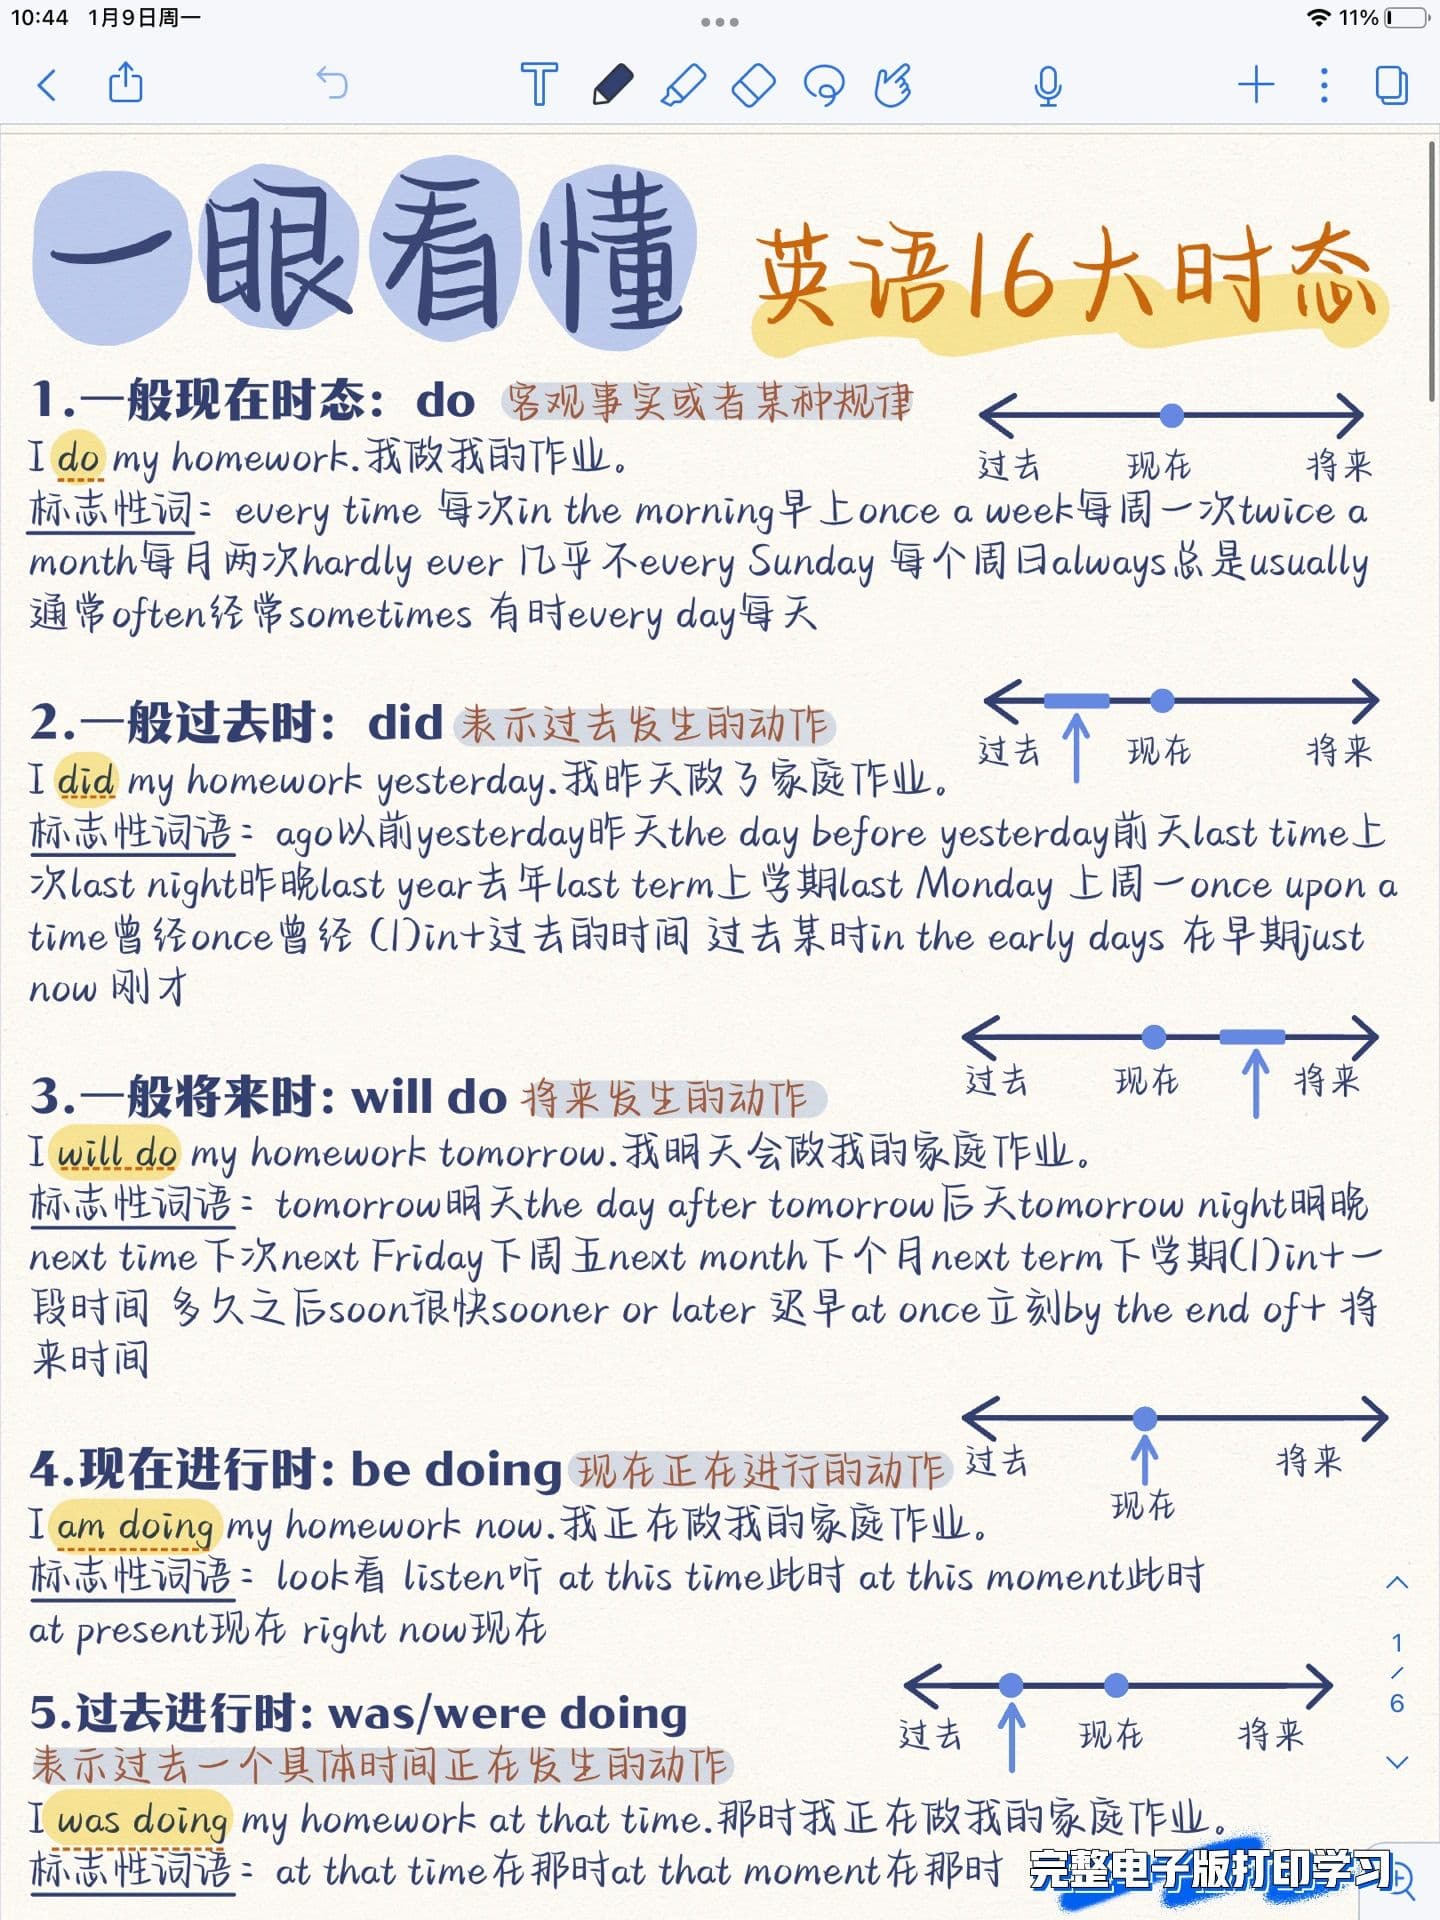 10:44 1月9日周一
11%
一眼看懂 英语16大时态
1.一般现在时态：do 客观事实或者某种规律
过去 现在 将来
I do my homework.我做我的作业。
标志性词：every time 每次in the morning早上once a week每周一次twice a
month每月两次hardly ever 几乎不every Sunday 每个周日always总是usually
通常often经常sometimes 有时every day每天
2.一般过去时：did 表示过去发生的动作
过去 现在 将来
I did my homework yesterday.我昨天做了家庭作业。
标志性词语：ago以前yesterday昨天the day before yesterday前天last time上
次last night昨晚last year去年last term上学期last Monday 上周一once upon a
time曾经once曾经 (1)in+过去的时间 过去某时in the early days 在早期just
now 刚才
过去 现在 将来
3.一般将来时: will do 将来发生的动作
I will do my homework tomorrow.我明天会做我的家庭作业。
标志性词语：tomorrow明天the day after tomorrow后天tomorrow night明晚
next time下次next Friday下周五next month下个月next term下学期(1)in+一
段时间 多久之后soon很快sooner or later 迟早at once立刻by the end of+ 将
来时间
4.现在进行时: be doing 现在正在进行的动作
过去 将来
现在
I am doing my homework now.我正在做我的家庭作业。
标志性词语：look看 listen听 at this time此时 at this moment此时
at present现在 right now现在
5.过去进行时: was/were doing
过去 现在 将来
表示过去一个具体时间正在发生的动作
I was doing my homework at that time.那时我正在做我的家庭作业。
标志性词语：at that time在那时at that moment在那时
1
/
6
完整电子版打印学习